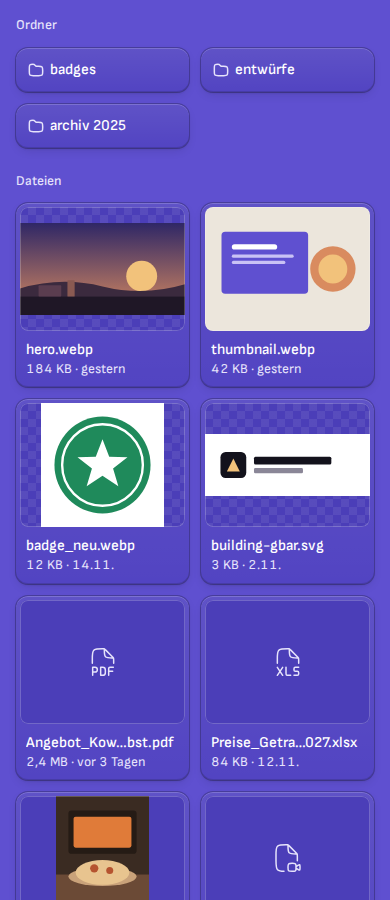 Ordner
badges
entwürfe
archiv 2025
Dateien
hero.webp
184 KB · gestern
thumbnail.webp
42 KB · gestern
badge_neu.webp
12 KB · 14.11.
building-gbar.svg
3 KB · 2.11.
PDF
XLS
Angebot_Kow...bst.pdf
2,4 MB · vor 3 Tagen
Preise_Getra...027.xlsx
84 KB · 12.11.